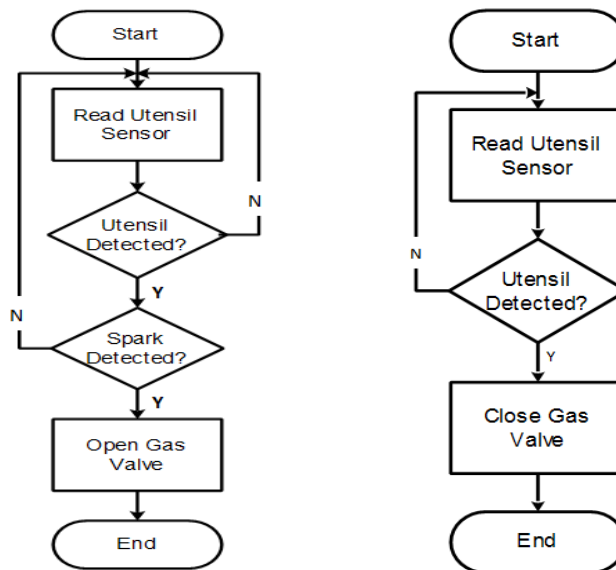 Start
Read Utensil
Sensor
N
Utensil
Detected?
Y
N
Spark
Detected?
Y
Open Gas
Valve
End
Start
Read Utensil
Sensor
N
Utensil
Detected?
Y
Close Gas
Valve
End